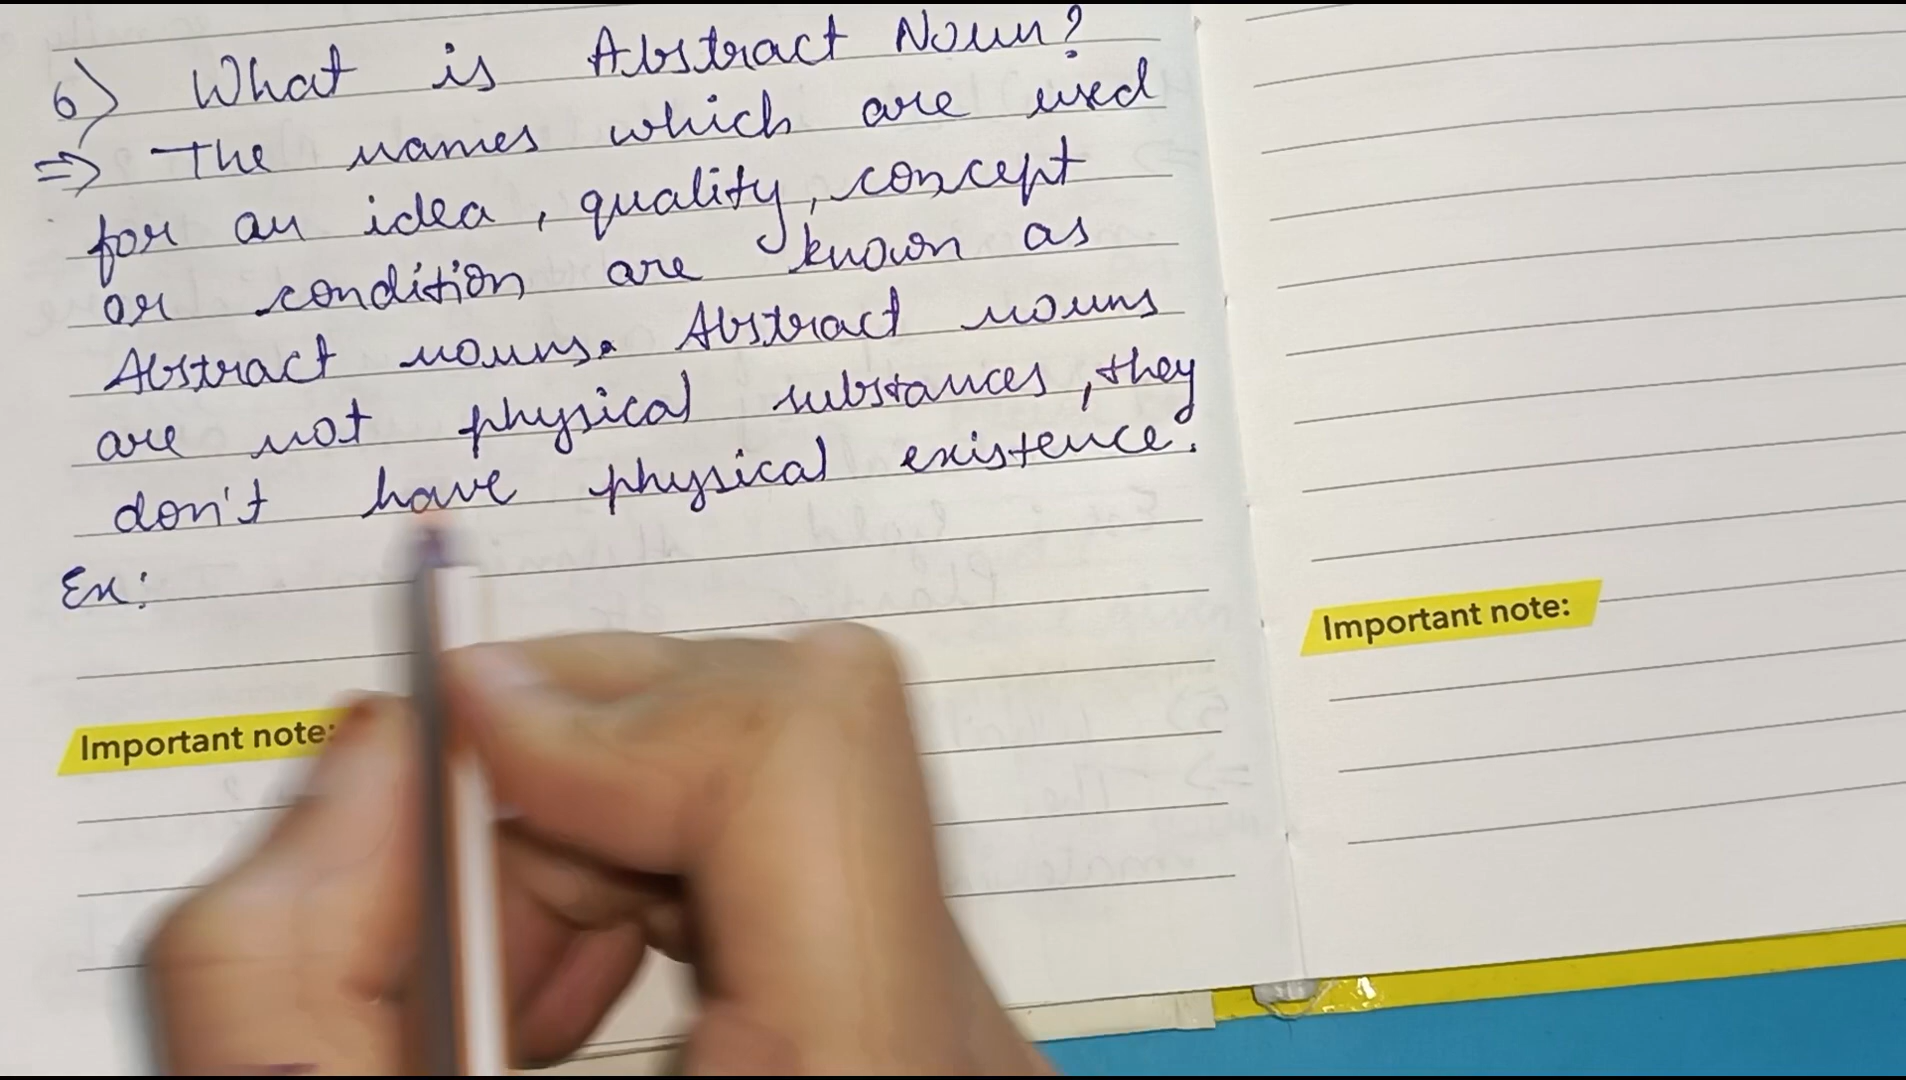 6) What is Abstract Noun?
⇒ The names which are used
for an idea, quality, concept
or condition are known as
Abstract nouns. Abstract nouns
are not physical substances, they
don't have physical existence.
Ex:
Important note:
Important note: